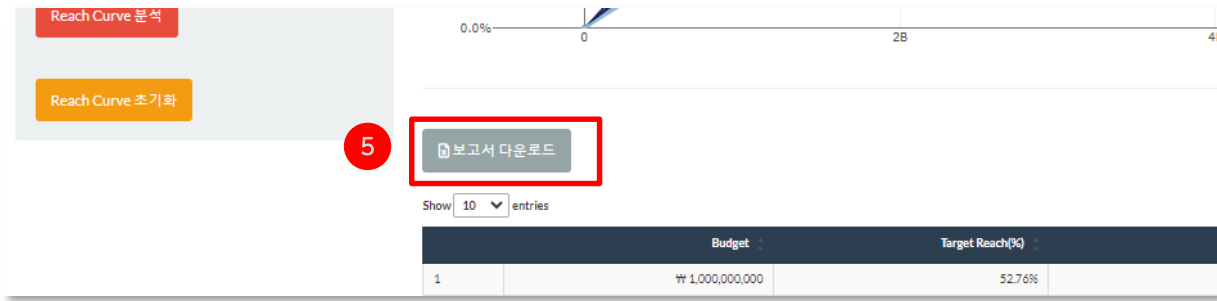 Reach Curve 분석
Reach Curve 초기화
0.0%
0 2B
5
보고서 다운로드
Show 10 entries
Budget Target Reach(%)
1 ₩ 1,000,000,000 52.76%